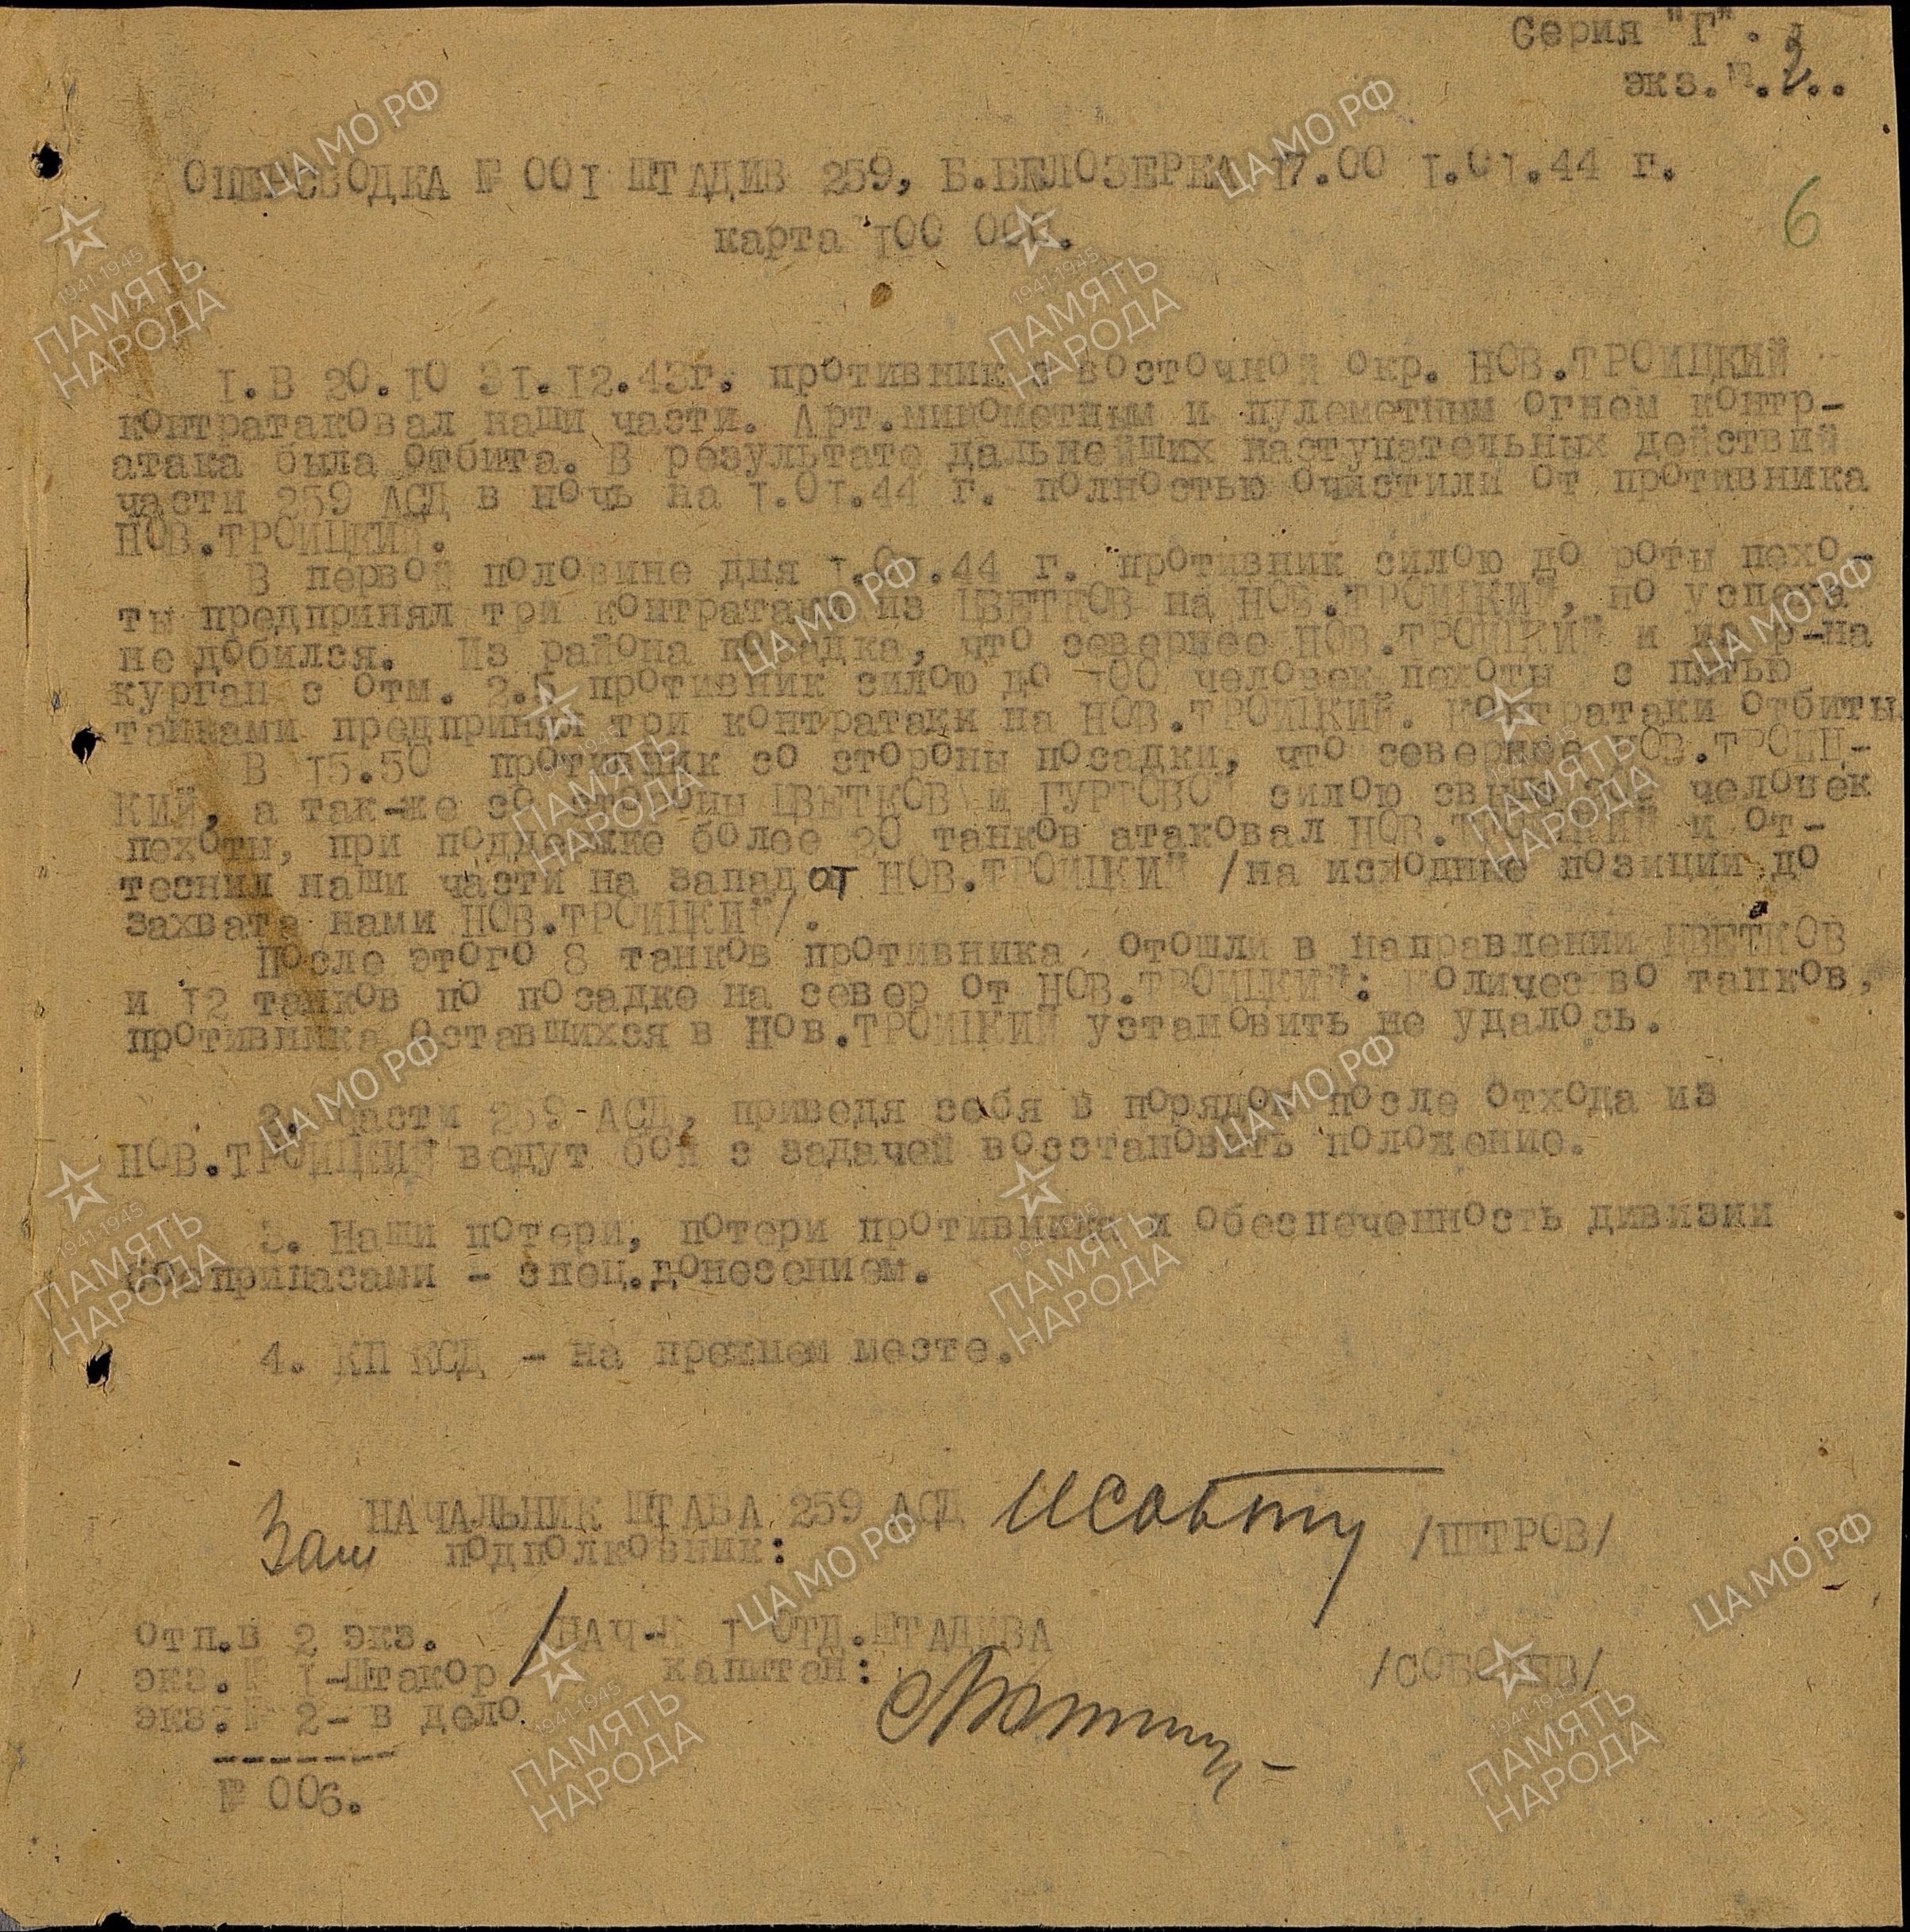 Серия "Г".
экз.№.2..
ОПЕРСВОДКА № 001 ШТАДИВ 259, Б.БЕЛОЗЕРКА 17.00 1.01.44 г.
карта 100 000.
6
1.В 20.10 31.12.43г. противник с восточной окр. НОВ.ТРОИЦКИЙ
контратаковал наши части. Арт.минометным и пулеметным огнем контр-
атака была отбита. В результате дальнейших наступательных действий
части 259 АСД в ночь на 1.01.44 г. полностью очистили от противника
НОВ.ТРОИЦКИЙ.
В первой половине дня 1.01.44 г. противник силою до роты пехо-
ты предпринял три контратаки из ЦВЕТКОВ на НОВ.ТРОИЦКИЙ, но успеха
не добился. Из района посадка, что севернее НОВ.ТРОИЦКИЙ и из р-на
курган с отм. 2.5 противник силою до 100 человек пехоты с пятью
танками предпринял три контратаки на НОВ.ТРОИЦКИЙ. Контратаки отбиты.
В 15.50 противник со стороны посадки, что севернее НОВ.ТРОИЦ-
КИЙ, а так-же со стороны ЦВЕТКОВ и ГУРТОВОЙ силою свыше человек
пехоты, при поддержке более 20 танков атаковал НОВ.ТРОИЦКИЙ и от-
теснил наши части на запад от НОВ.ТРОИЦКИЙ /на исходные позиции до
захвата нами НОВ.ТРОИЦКИЙ/.
После этого 8 танков противника отошли в направлении ЦВЕТКОВ
и 12 танков по посадке на север от НОВ.ТРОИЦКИЙ: количество танков,
противника оставшихся в Нов.ТРОИЦКИЙ установить не удалось.
2. Части 259 АСД, приведя себя в порядок после отхода из
НОВ.ТРОИЦКИЙ ведут бой с задачей восстановить положение.
3. Наши потери, потери противника и обеспеченность дивизии
боеприпасами - спец.донесением.
4. КП КСД - на прежнем месте.
НАЧАЛЬНИК ШТАБА 259 АСД
Зам подполковник: /ПЕТРОВ/
отп.в 2 экз. / НАЧ-К 1 ОТД.ШТАДИВА
экз.№ 1-Штакор капитан: /СОБОЛЕВ/
экз.№ 2- в дело
-------
№ 006.
ЦА МО РФ
1941-1945
ПАМЯТЬ
НАРОДА